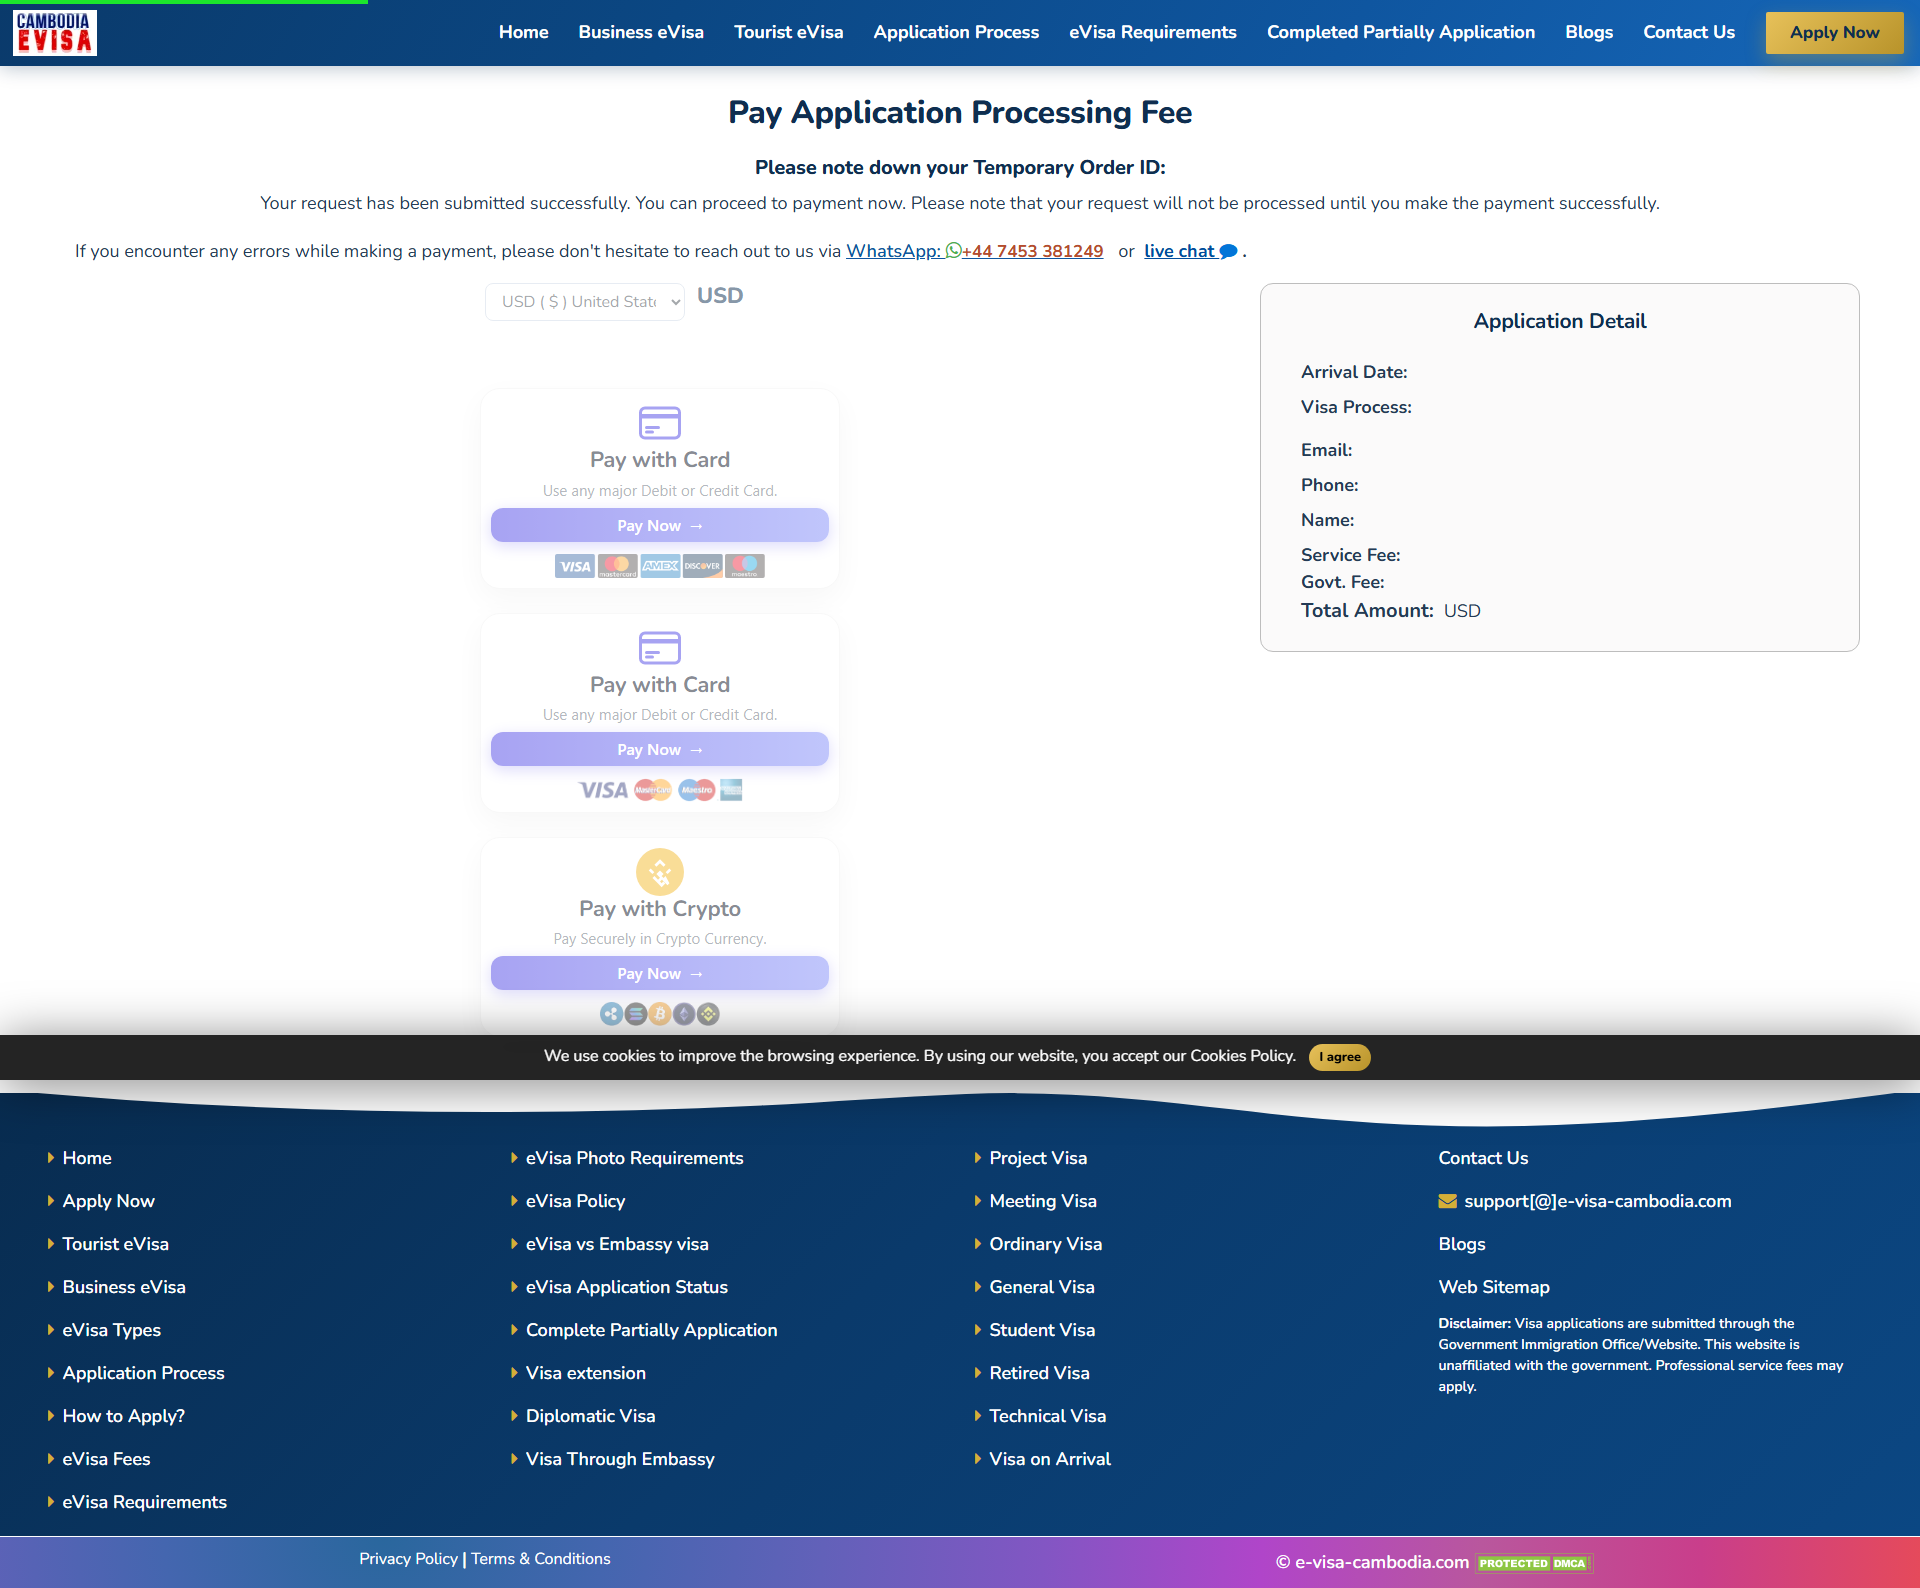 CAMBODIA
EVISA
Home
Business eVisa
Tourist eVisa
Application Process
eVisa Requirements
Completed Partially Application
Blogs
Contact Us
Apply Now
Pay Application Processing Fee
Please note down your Temporary Order ID:
Your request has been submitted successfully. You can proceed to payment now. Please note that your request will not be processed until you make the payment successfully.
If you encounter any errors while making a payment, please don't hesitate to reach out to us via WhatsApp: +44 7453 381249 or live chat .
USD ( $ ) United State
USD
Pay with Card
Use any major Debit or Credit Card.
Pay Now →
VISA mastercard AMEX DISCOVER maestro
Pay with Card
Use any major Debit or Credit Card.
Pay Now →
VISA MasterCard Maestro
Pay with Crypto
Pay Securely in Crypto Currency.
Pay Now →
Application Detail
Arrival Date:
Visa Process:
Email:
Phone:
Name:
Service Fee:
Govt. Fee:
Total Amount: USD
We use cookies to improve the browsing experience. By using our website, you accept our Cookies Policy. I agree
Home
Apply Now
Tourist eVisa
Business eVisa
eVisa Types
Application Process
How to Apply?
eVisa Fees
eVisa Requirements
eVisa Photo Requirements
eVisa Policy
eVisa vs Embassy visa
eVisa Application Status
Complete Partially Application
Visa extension
Diplomatic Visa
Visa Through Embassy
Project Visa
Meeting Visa
Ordinary Visa
General Visa
Student Visa
Retired Visa
Technical Visa
Visa on Arrival
Contact Us
support[@]e-visa-cambodia.com
Blogs
Web Sitemap
Disclaimer: Visa applications are submitted through the
Government Immigration Office/Website. This website is
unaffiliated with the government. Professional service fees may
apply.
Privacy Policy | Terms & Conditions
© e-visa-cambodia.com PROTECTED DMCA